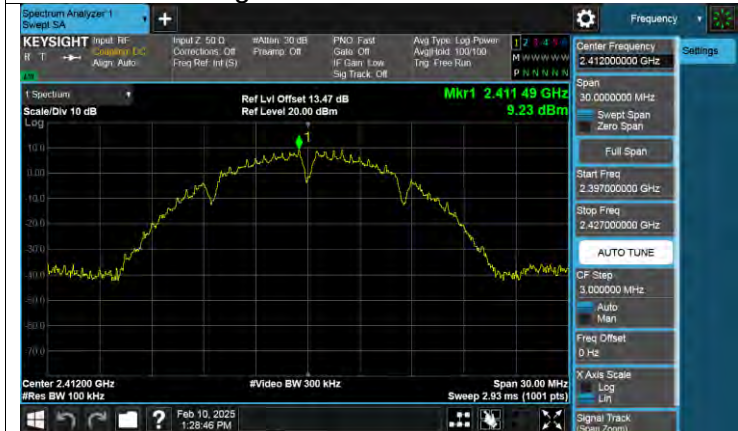 Spectrum Analyzer 1
Swept SA
+
Frequency
KEYSIGHT
R T
Input: RF
Coupling: DC
Align: Auto
Input Z: 50 Ω
Corrections: Off
Freq Ref: Int (S)
#Atten: 30 dB
Preamp: Off
PNO: Fast
Gate: Off
IF Gain: Low
Sig Track: Off
Avg Type: Log-Power
Avg|Hold: 100/100
Trig: Free Run
1 2 3 4 5 6
M W W W W W
P N N N N N
1 Spectrum
Scale/Div 10 dB
Log
Ref Lvl Offset 13.47 dB
Ref Level 20.00 dBm
Mkr1 2.411 49 GHz
9.23 dBm
1
10.0
0.00
-10.0
-20.0
-30.0
-40.0
-50.0
-60.0
-70.0
Center 2.41200 GHz
#Res BW 100 kHz
#Video BW 300 kHz
Span 30.00 MHz
Sweep 2.93 ms (1001 pts)
Center Frequency
2.412000000 GHz
Settings
Span
30.0000000 MHz
Swept Span
Zero Span
Full Span
Start Freq
2.397000000 GHz
Stop Freq
2.427000000 GHz
AUTO TUNE
CF Step
3.000000 MHz
Auto
Man
Freq Offset
0 Hz
X Axis Scale
Log
Lin
Signal Track
(Span Zoom)
?
Feb 10, 2025
1:28:46 PM